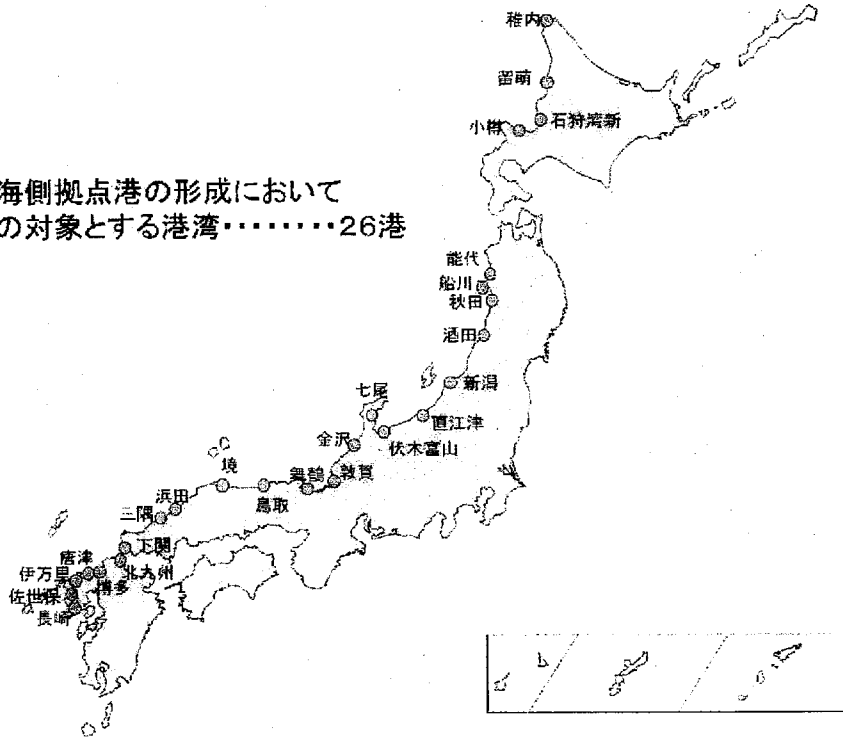 稚内
留萌
石狩湾新
小樽
海側拠点港の形成において
の対象とする港湾・・・・・・・・26港
能代
船川
秋田
酒田
新潟
七尾
直江津
金沢
伏木富山
境
舞鶴
敦賀
浜田
鳥取
三隅
下関
唐津
北九州
伊万里
博多
佐世保
長崎